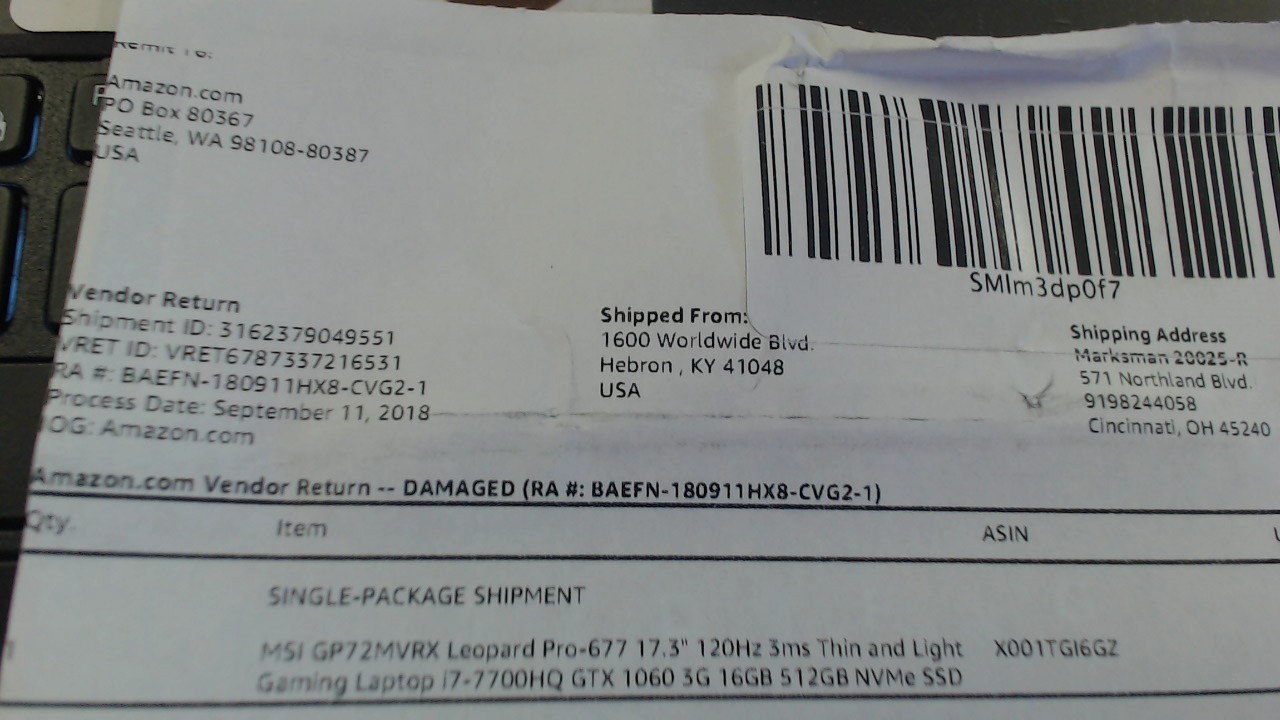 Remit To:
Amazon.com
PO Box 80367
Seattle, WA 98108-80387
USA
SMIm3dp0f7
Vendor Return
Shipment ID: 3162379049551
VRET ID: VRET6787337216531
RA #: BAEFN-180911HX8-CVG2-1
Process Date: September 11, 2018
IOG: Amazon.com
Shipped From:
1600 Worldwide Blvd.
Hebron , KY 41048
USA
Shipping Address
Marksman 20025-R
571 Northland Blvd.
9198244058
Cincinnati, OH 45240
Amazon.com Vendor Return -- DAMAGED (RA #: BAEFN-180911HX8-CVG2-1)
Qty. Item ASIN
SINGLE-PACKAGE SHIPMENT
1 MSI GP72MVRX Leopard Pro-677 17.3" 120Hz 3ms Thin and Light X001TGI6GZ
Gaming Laptop i7-7700HQ GTX 1060 3G 16GB 512GB NVMe SSD